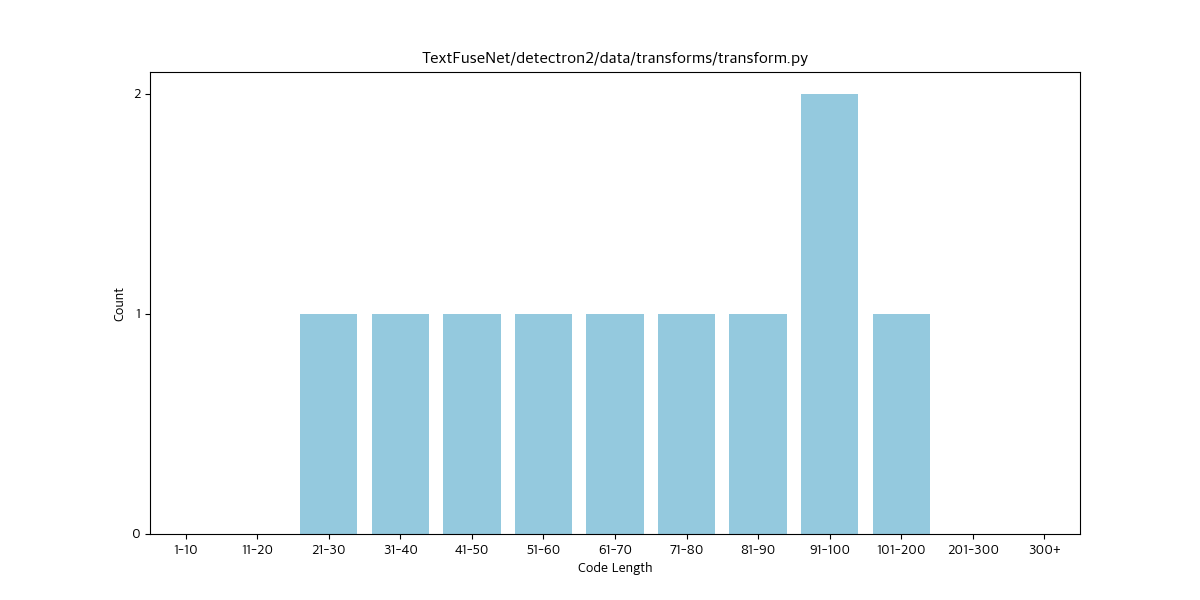 TextFuseNet/detectron2/data/transforms/transform.py
2
1
0
Count
1-10 11-20 21-30 31-40 41-50 51-60 61-70 71-80 81-90 91-100 101-200 201-300 300+
Code Length